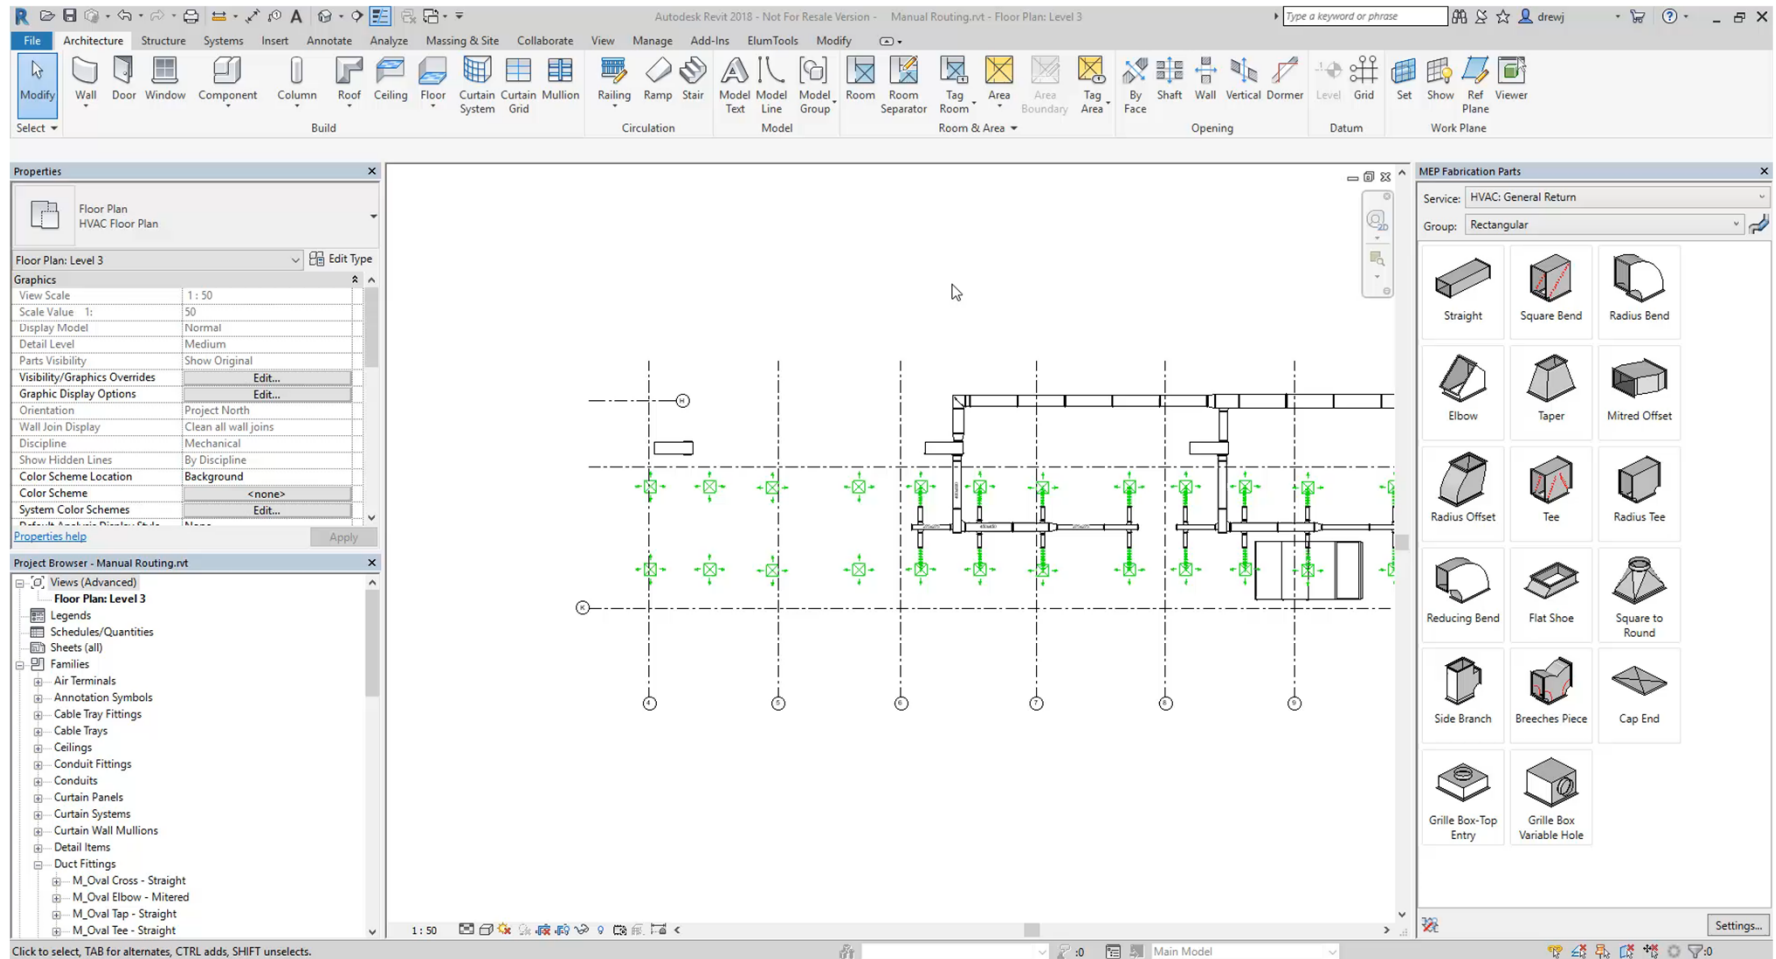 Autodesk Revit 2018 - Not For Resale Version - Manual Routing.rvt - Floor Plan: Level 3
Type a keyword or phrase
drewj
File Architecture Structure Systems Insert Annotate Analyze Massing & Site Collaborate View Manage Add-Ins ElumTools Modify
Modify Wall Door Window Component Column Roof Ceiling Floor Curtain System Curtain Grid Mullion Railing Ramp Stair Model Text Model Line Model Group Room Room Separator Tag Room Area Area Boundary Tag Area By Face Shaft Wall Vertical Dormer Level Grid Set Show Ref Plane Viewer
Select Build Circulation Model Room & Area Opening Datum Work Plane
Properties
Floor Plan
HVAC Floor Plan
Floor Plan: Level 3 Edit Type
Graphics
View Scale 1 : 50
Scale Value 1: 50
Display Model Normal
Detail Level Medium
Parts Visibility Show Original
Visibility/Graphics Overrides Edit...
Graphic Display Options Edit...
Orientation Project North
Wall Join Display Clean all wall joins
Discipline Mechanical
Show Hidden Lines By Discipline
Color Scheme Location Background
Color Scheme <none>
System Color Schemes Edit...
Default Analysis Display Style None
Properties help Apply
Project Browser - Manual Routing.rvt
Views (Advanced)
Floor Plan: Level 3
Legends
Schedules/Quantities
Sheets (all)
Families
Air Terminals
Annotation Symbols
Cable Tray Fittings
Cable Trays
Ceilings
Conduit Fittings
Conduits
Curtain Panels
Curtain Systems
Curtain Wall Mullions
Detail Items
Duct Fittings
M_Oval Cross - Straight
M_Oval Elbow - Mitered
M_Oval Tap - Straight
M_Oval Tee - Straight
2D
H
K
4 5 6 7 8 9
1 : 50
MEP Fabrication Parts
Service: HVAC: General Return
Group: Rectangular
Straight Square Bend Radius Bend
Elbow Taper Mitred Offset
Radius Offset Tee Radius Tee
Reducing Bend Flat Shoe Square to Round
Side Branch Breeches Piece Cap End
Grille Box-Top Entry Grille Box Variable Hole
Settings...
Click to select, TAB for alternates, CTRL adds, SHIFT unselects.
:0
Main Model
:0